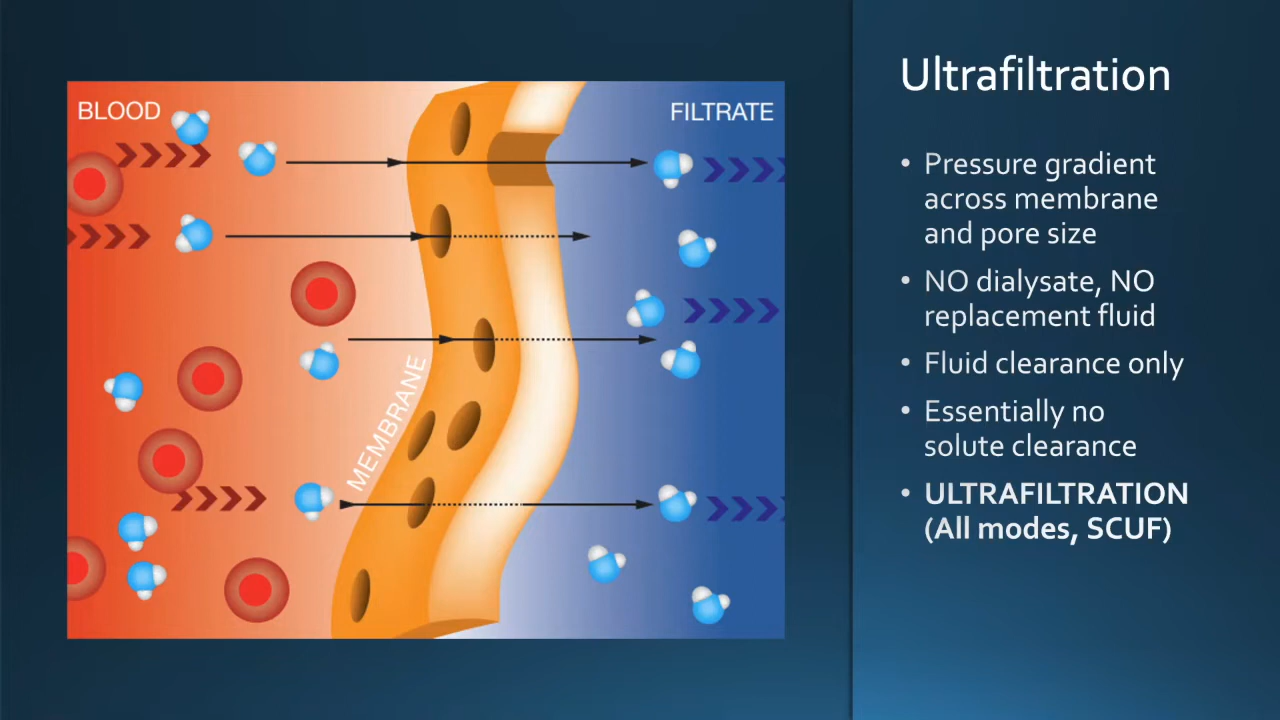 BLOOD
FILTRATE
MEMBRANE
Ultrafiltration
• Pressure gradient
across membrane
and pore size
• NO dialysate, NO
replacement fluid
• Fluid clearance only
• Essentially no
solute clearance
• ULTRAFILTRATION
(All modes, SCUF)